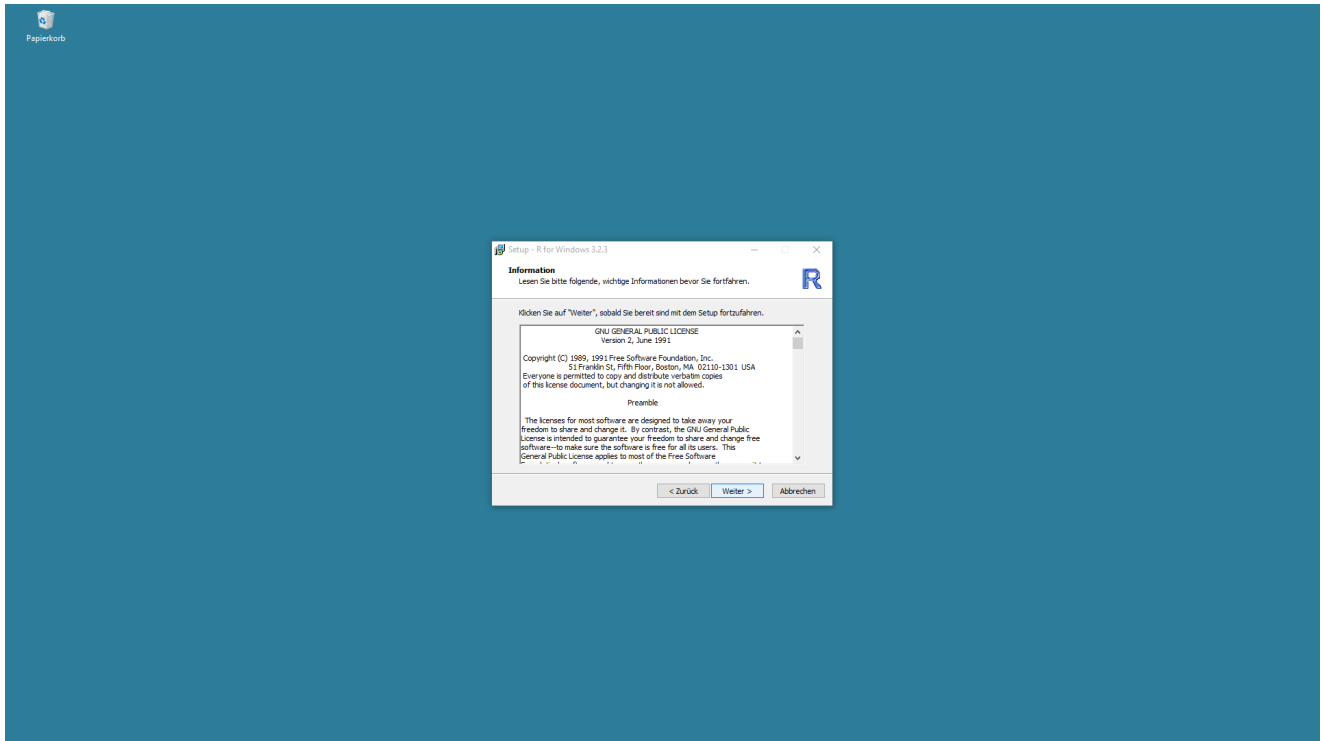 Papierkorb
Setup - R for Windows 3.2.3
Information
Lesen Sie bitte folgende, wichtige Informationen bevor Sie fortfahren.
R
Klicken Sie auf "Weiter", sobald Sie bereit sind mit dem Setup fortzufahren.
GNU GENERAL PUBLIC LICENSE
Version 2, June 1991
Copyright (C) 1989, 1991 Free Software Foundation, Inc.
51 Franklin St, Fifth Floor, Boston, MA 02110-1301 USA
Everyone is permitted to copy and distribute verbatim copies
of this license document, but changing it is not allowed.
Preamble
The licenses for most software are designed to take away your
freedom to share and change it. By contrast, the GNU General Public
License is intended to guarantee your freedom to share and change free
software--to make sure the software is free for all its users. This
General Public License applies to most of the Free Software
< Zurück Weiter > Abbrechen